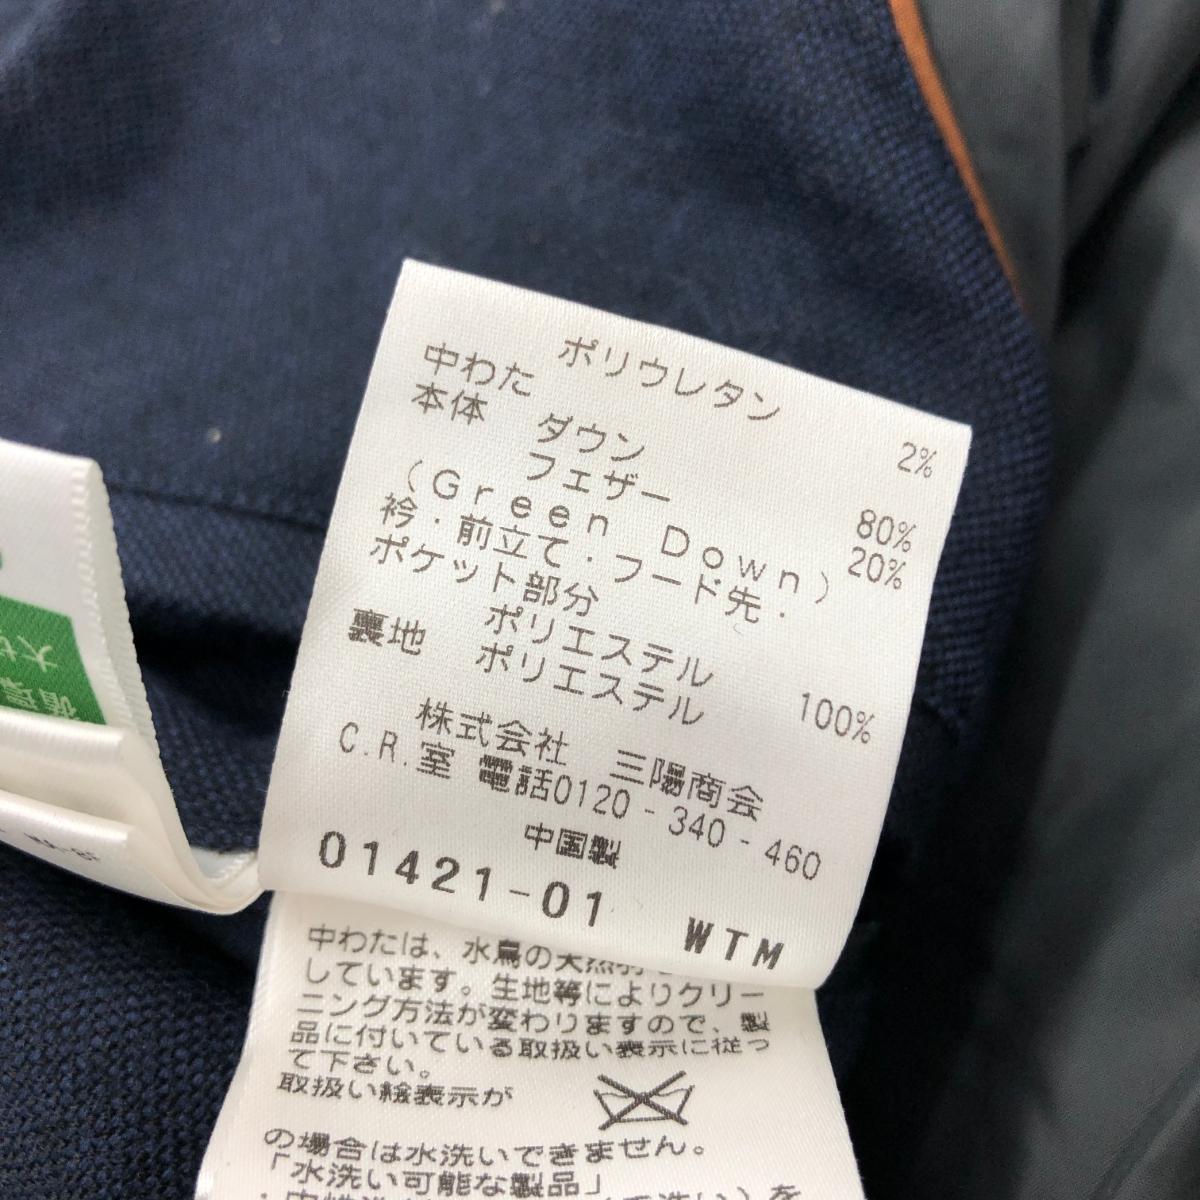 ポリウレタン 2%
中わた
本体 ダウン 80%
フェザー 20%
(Green Down)
衿・前立て・フード先・
ポケット部分
ポリエステル 100%
裏地 ポリエステル
株式会社 三陽商会
C.R.室 電話0120-340-460
中国製
01421-01 WTM
中わたは、水鳥の天然羽
しています。生地等によりクリー
ニング方法が変わりますので、製
品に付いている取扱い表示に従っ
て下さい。
取扱い絵表示が
の場合は水洗いできません。
「水洗い可能な製品」
循環
大せ